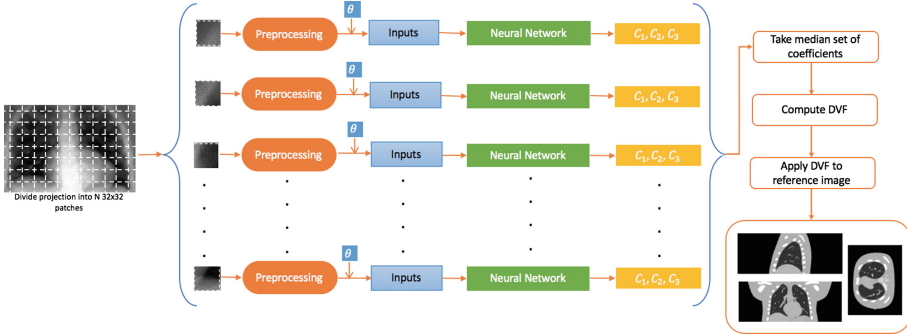 θ
Preprocessing
Inputs
Neural Network
C₁, C₂, C₃
θ
Preprocessing
Inputs
Neural Network
C₁, C₂, C₃
θ
Preprocessing
Inputs
Neural Network
C₁, C₂, C₃
θ
Preprocessing
Inputs
Neural Network
C₁, C₂, C₃
Divide projection into N 32x32
patches
Take median set of
coefficients
Compute DVF
Apply DVF to
reference image